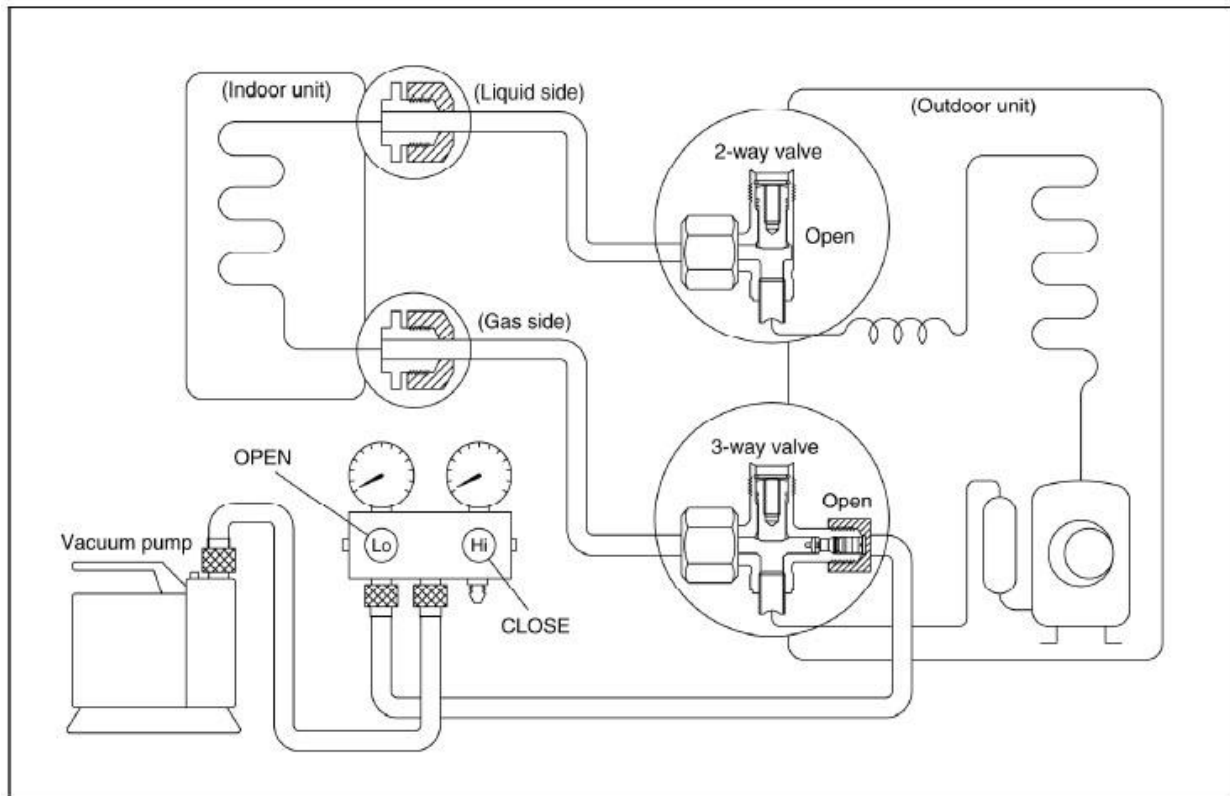 (Indoor unit)
(Liquid side)
(Outdoor unit)
2-way valve
Open
(Gas side)
3-way valve
Open
OPEN
Lo
Hi
CLOSE
Vacuum pump